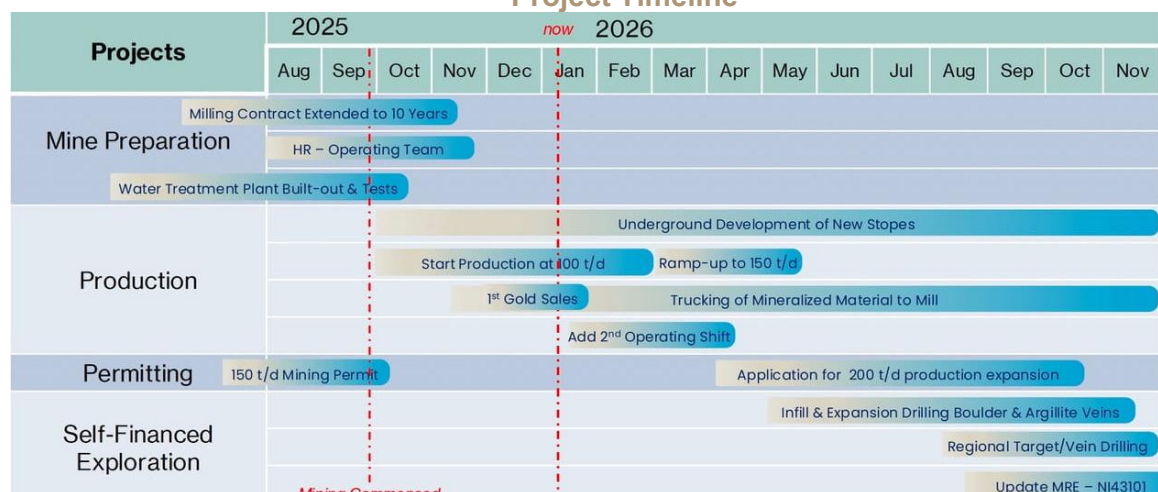 Project Timeline
Projects
2025
now
2026
Aug Sep Oct Nov Dec Jan Feb Mar Apr May Jun Jul Aug Sep Oct Nov
Mine Preparation
Milling Contract Extended to 10 Years
HR – Operating Team
Water Treatment Plant Built-out & Tests
Production
Underground Development of New Stopes
Start Production at 100 t/d
Ramp-up to 150 t/d
1st Gold Sales
Trucking of Mineralized Material to Mill
Add 2nd Operating Shift
Permitting
150 t/d Mining Permit
Application for 200 t/d production expansion
Self-Financed
Exploration
Infill & Expansion Drilling Boulder & Argillite Veins
Regional Target/Vein Drilling
Update MRE – NI43101
Mining Commenced